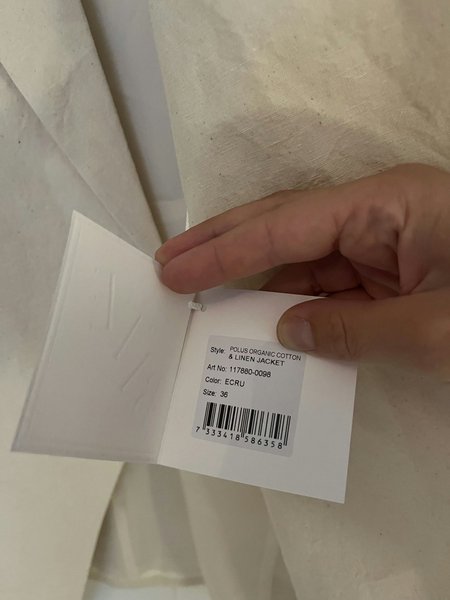 Style: POLUS ORGANIC COTTON
& LINEN JACKET
Art No: 117880-0098
Color: ECRU
Size: 36
7 333418 586358